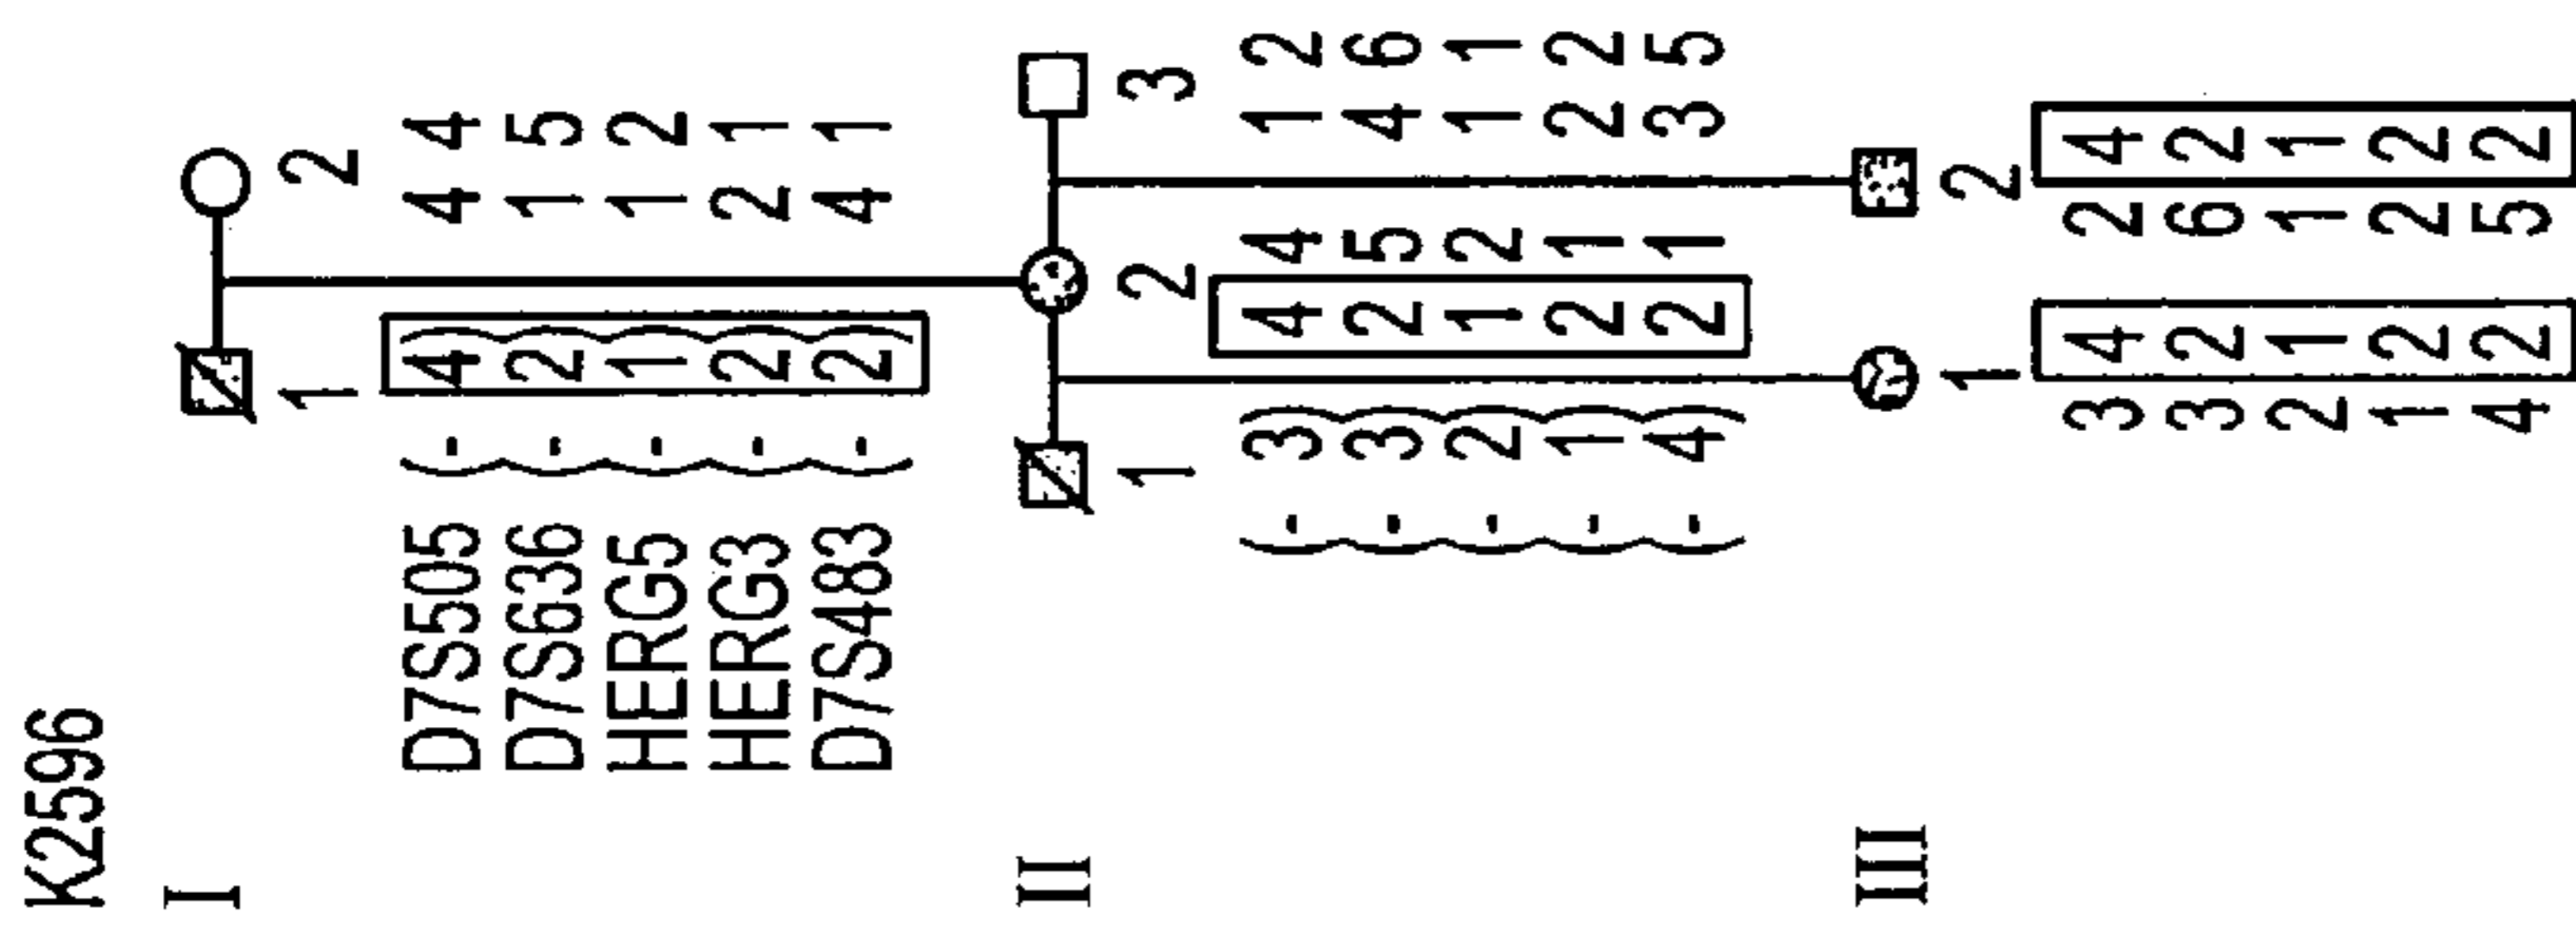 K2596
I
1 2
D7S505 (- 4) 4 4
D7S636 (- 2) 1 5
HERG5 (- 1) 1 2
HERG3 (- 2) 2 1
D7S483 (- 2) 4 1
II
1 2 3
(- 3) 4 4 1 2
(- 3) 2 5 4 6
(- 2) 1 2 1 1
(- 1) 2 1 2 2
(- 4) 2 1 3 5
III
1 2
3 4 2 4
3 2 6 2
2 1 1 1
1 2 2 2
4 2 5 2